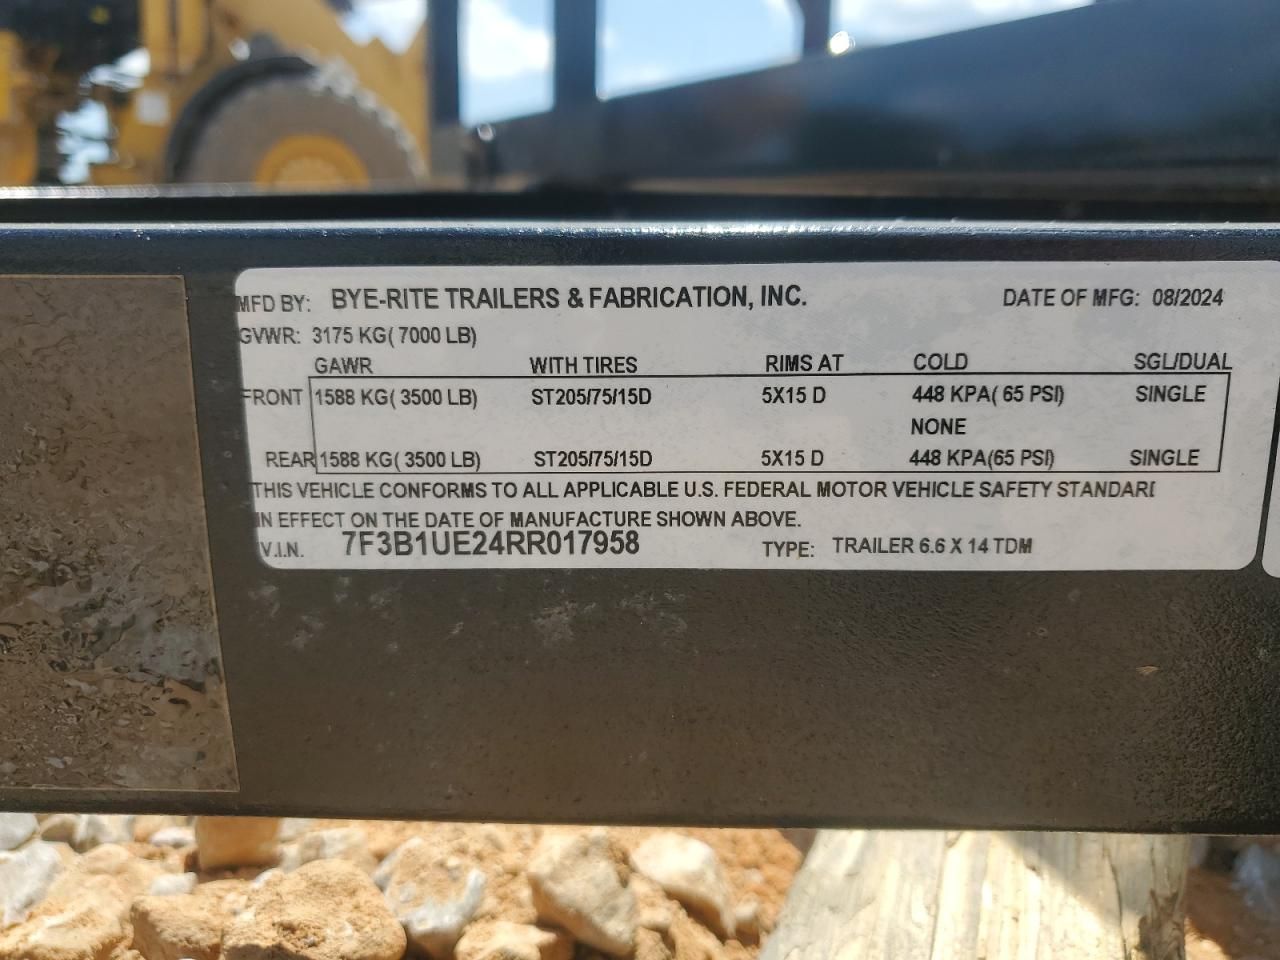 MFD BY: BYE-RITE TRAILERS & FABRICATION, INC. DATE OF MFG: 08/2024
GVWR: 3175 KG( 7000 LB)
GAWR WITH TIRES RIMS AT COLD SGL/DUAL
FRONT 1588 KG( 3500 LB) ST205/75/15D 5X15 D 448 KPA( 65 PSI) SINGLE
NONE
REAR 1588 KG( 3500 LB) ST205/75/15D 5X15 D 448 KPA(65 PSI) SINGLE
THIS VEHICLE CONFORMS TO ALL APPLICABLE U.S. FEDERAL MOTOR VEHICLE SAFETY STANDARD
IN EFFECT ON THE DATE OF MANUFACTURE SHOWN ABOVE.
V.I.N. 7F3B1UE24RR017958 TYPE: TRAILER 6.6 X 14 TDM